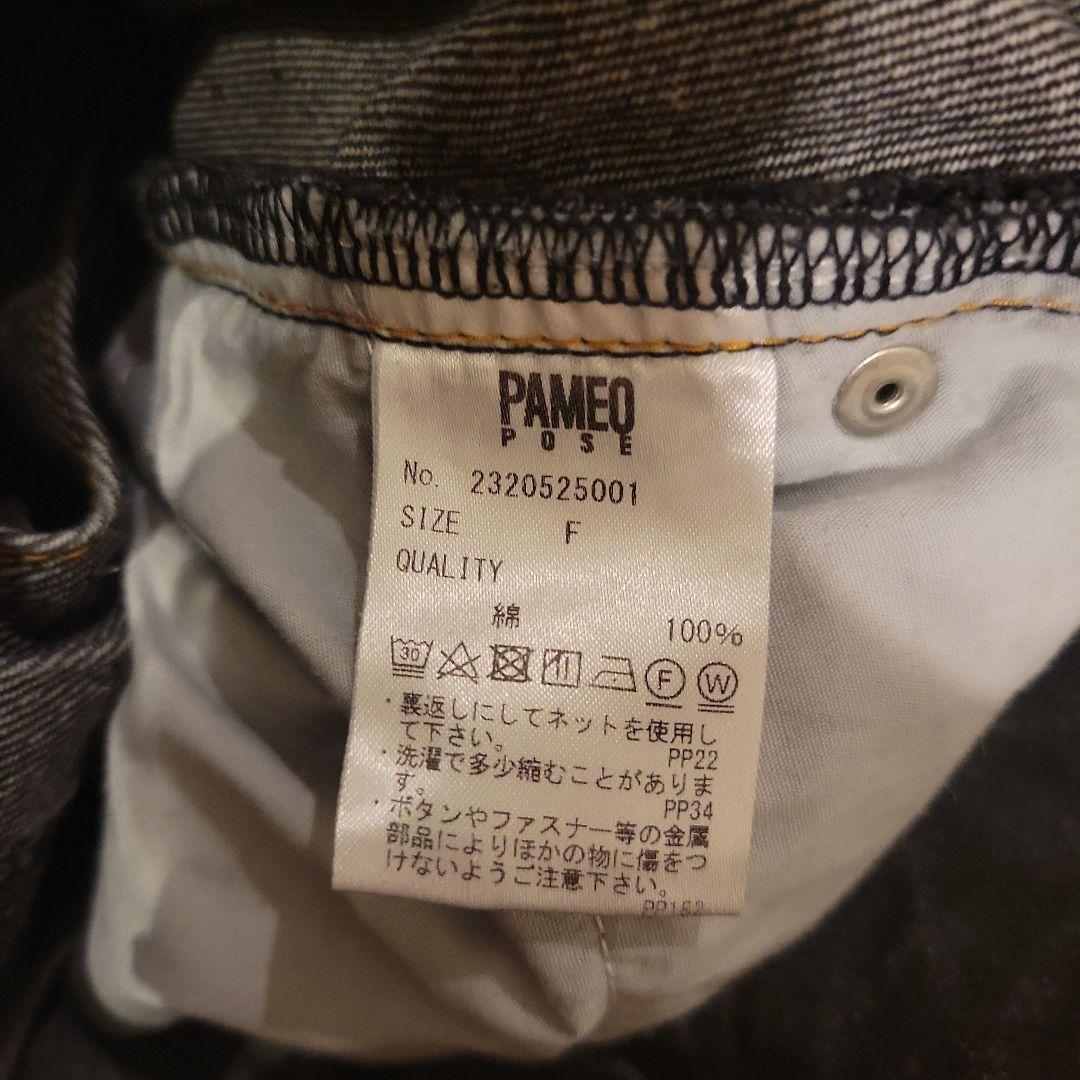 PAMEO
POSE
No. 2320525001
SIZE F
QUALITY
綿 100%
30 F W
・裏返しにしてネットを使用し
て下さい。 PP22
・洗濯で多少縮むことがありま
す。 PP34
・ボタンやファスナー等の金属
部品によりほかの物に傷をつ
けないようご注意下さい。